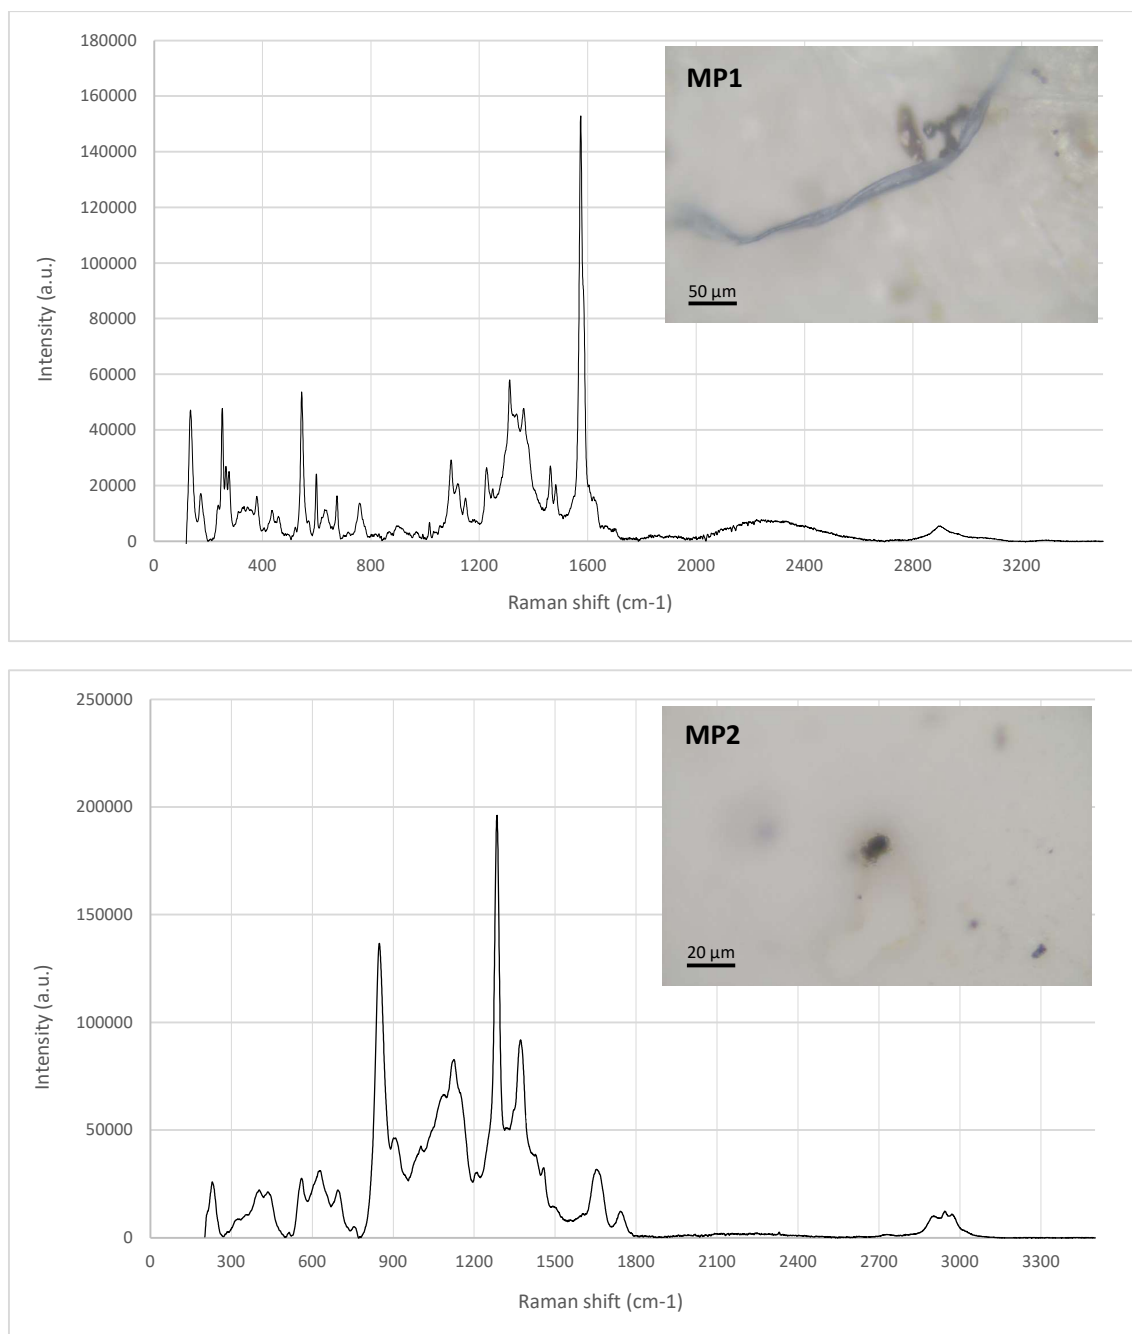 180000
160000
140000
120000
100000
80000
60000
40000
20000
0
Intensity (a.u.)
MP1
50 µm
0 400 800 1200 1600 2000 2400 2800 3200
Raman shift (cm-1)
250000
200000
150000
100000
50000
0
Intensity (a.u.)
MP2
20 µm
0 300 600 900 1200 1500 1800 2100 2400 2700 3000 3300
Raman shift (cm-1)